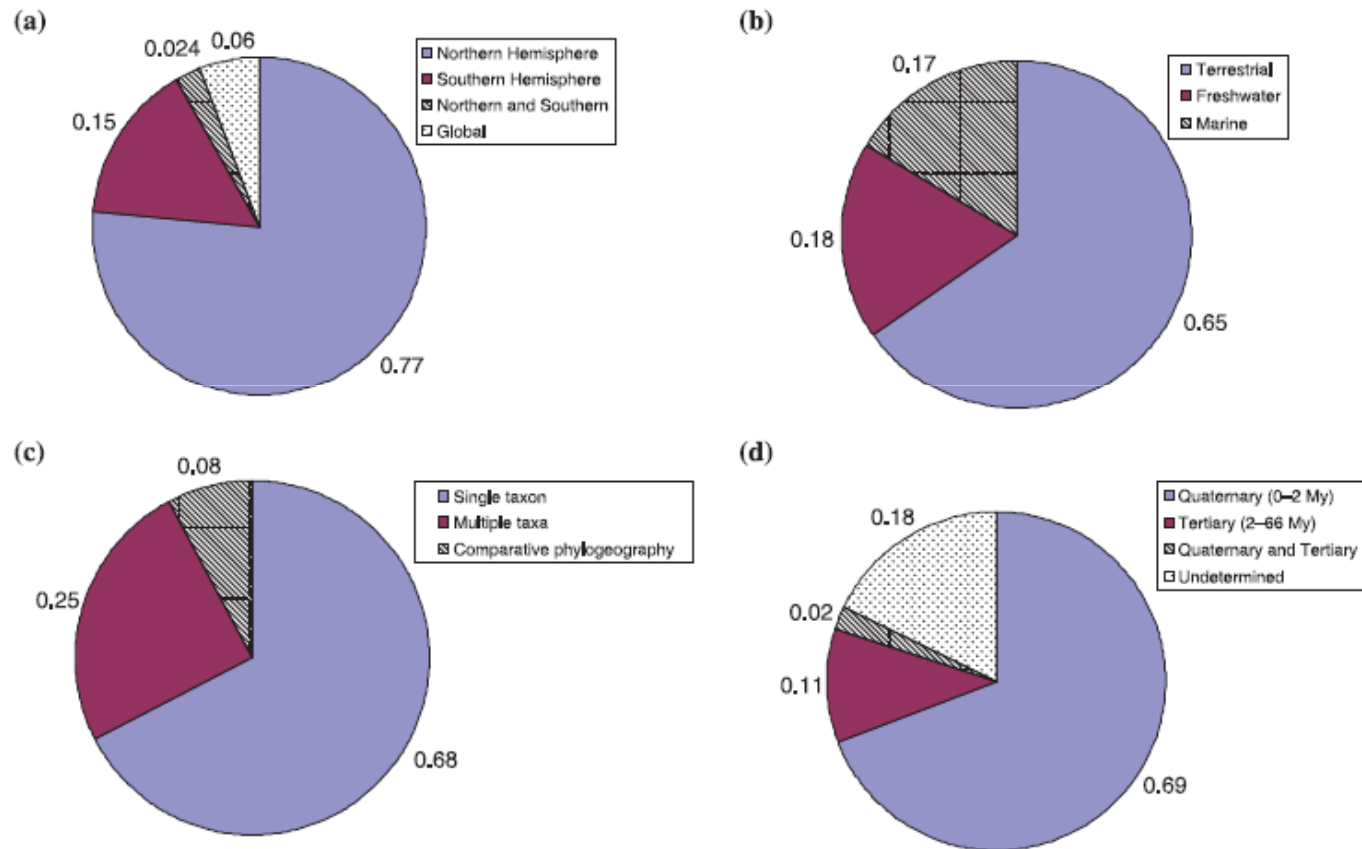 (a)
0.024
0.06
0.15
0.77
Northern Hemisphere
Southern Hemisphere
Northern and Southern
Global
(b)
0.17
0.18
0.65
Terrestrial
Freshwater
Marine
(c)
0.08
0.25
0.68
Single taxon
Multiple taxa
Comparative phylogeography
(d)
0.18
0.02
0.11
0.69
Quaternary (0–2 My)
Tertiary (2–66 My)
Quaternary and Tertiary
Undetermined